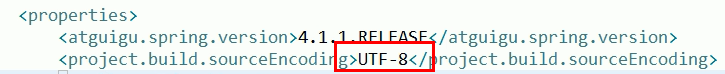 <properties>
<atguigu.spring.version>4.1.1.RELEASE</atguigu.spring.version>
<project.build.sourceEncoding>UTF-8</project.build.sourceEncoding>